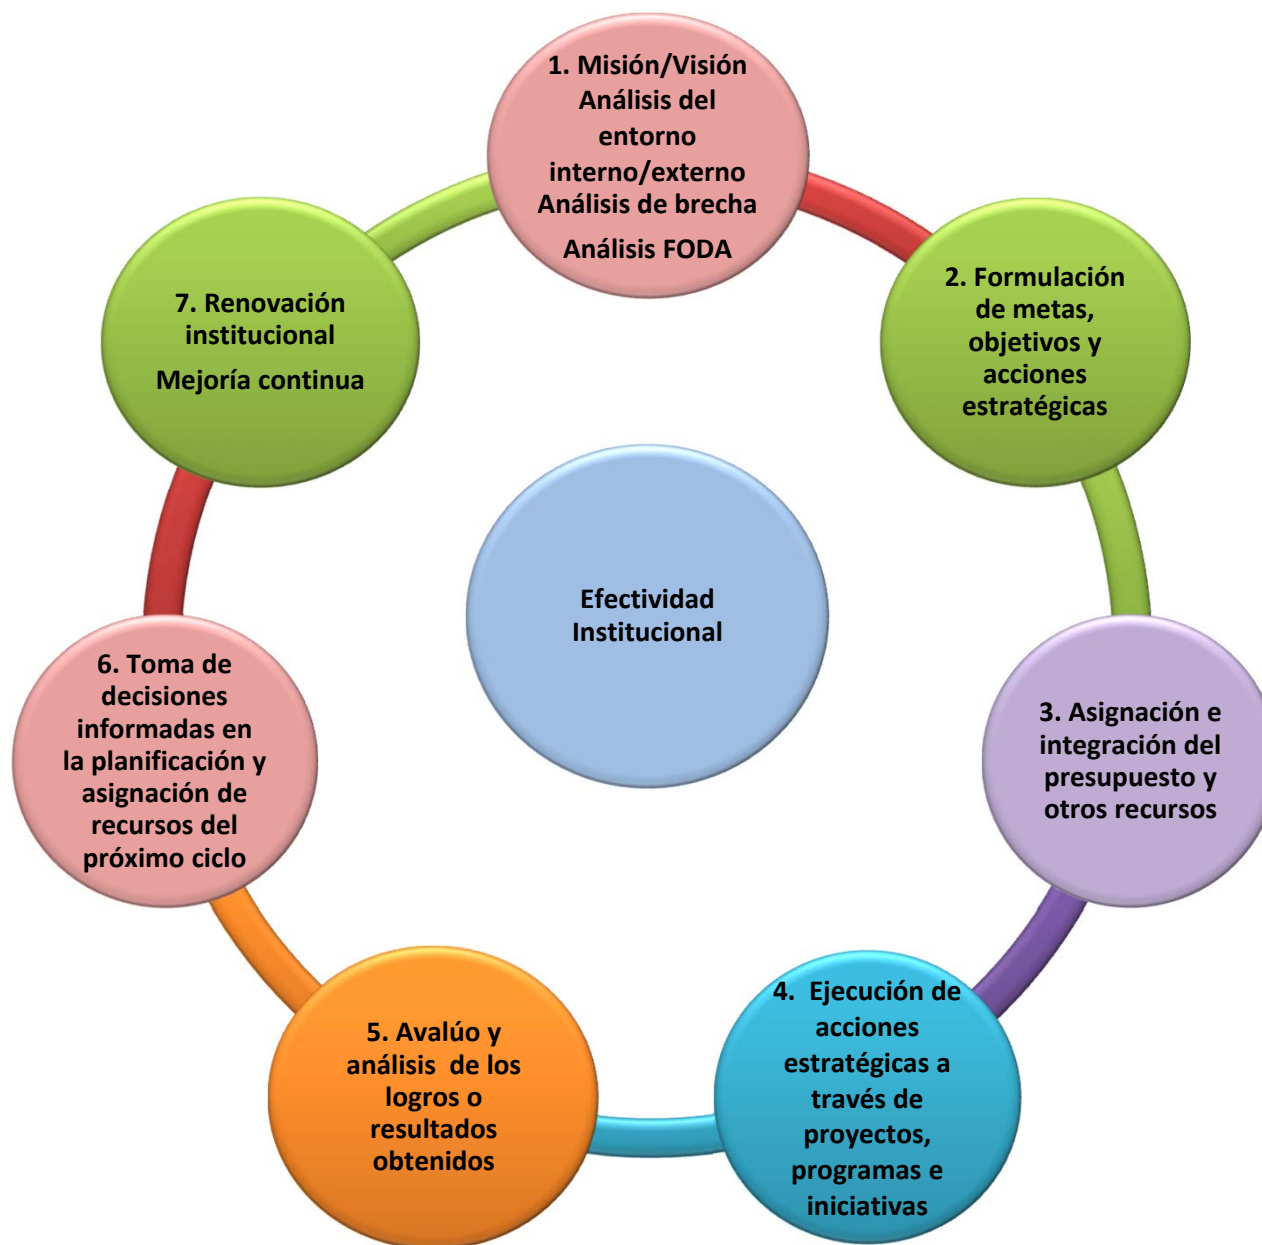 1. Misión/Visión
Análisis del
entorno
interno/externo
Análisis de brecha
Análisis FODA
2. Formulación
de metas,
objetivos y
acciones
estratégicas
3. Asignación e
integración del
presupuesto y
otros recursos
4. Ejecución de
acciones
estratégicas a
través de
proyectos,
programas e
iniciativas
5. Avalúo y
análisis de los
logros o
resultados
obtenidos
6. Toma de
decisiones
informadas en
la planificación y
asignación de
recursos del
próximo ciclo
7. Renovación
institucional
Mejoría continua
Efectividad
Institucional